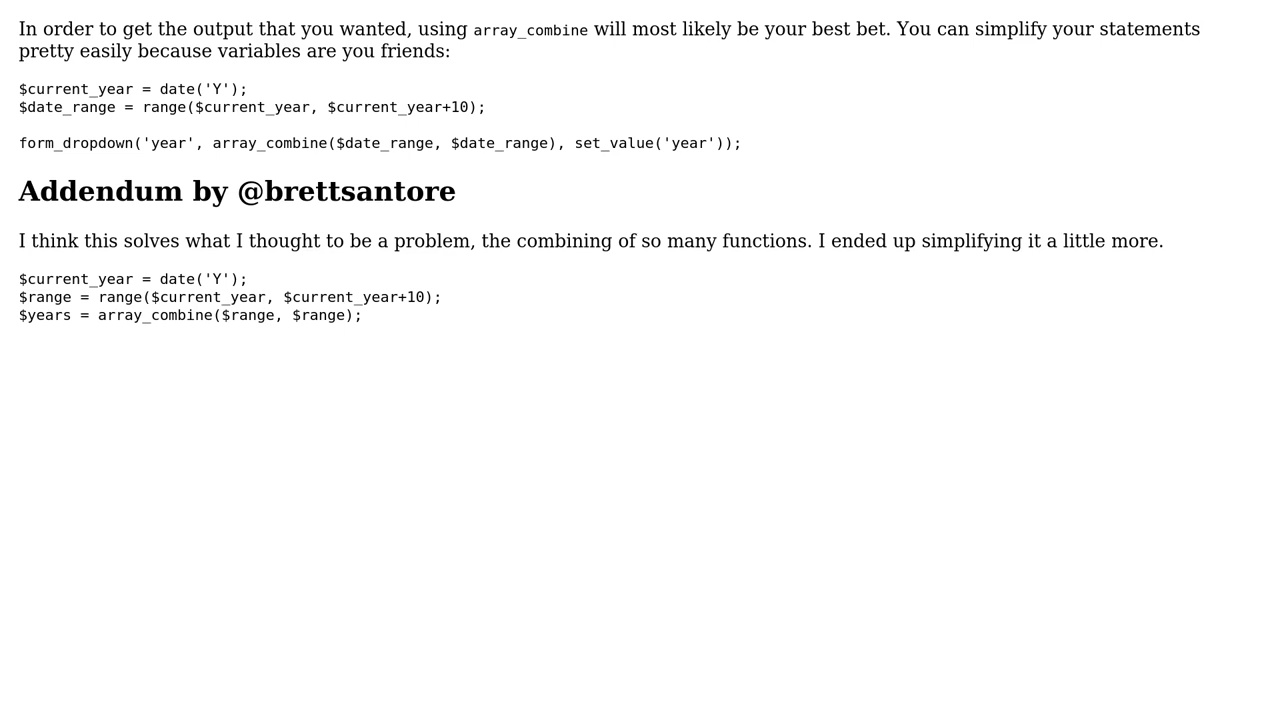 In order to get the output that you wanted, using array_combine will most likely be your best bet. You can simplify your statements
pretty easily because variables are you friends:
$current_year = date('Y');
$date_range = range($current_year, $current_year+10);
form_dropdown('year', array_combine($date_range, $date_range), set_value('year'));
Addendum by @brettsantore
I think this solves what I thought to be a problem, the combining of so many functions. I ended up simplifying it a little more.
$current_year = date('Y');
$range = range($current_year, $current_year+10);
$years = array_combine($range, $range);